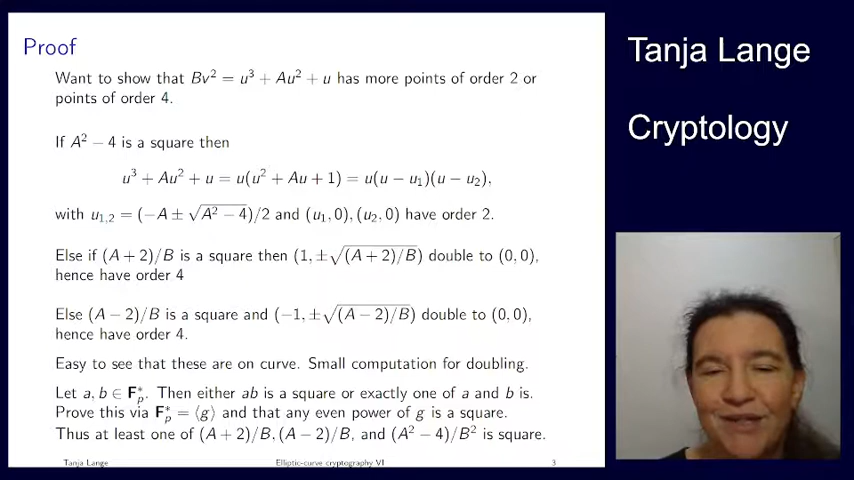 Proof
Want to show that Bv² = u³ + Au² + u has more points of order 2 or
points of order 4.
If A² − 4 is a square then
u³ + Au² + u = u(u² + Au + 1) = u(u − u₁)(u − u₂),
with u₁,₂ = (−A ± √(A² − 4))/2 and (u₁, 0), (u₂, 0) have order 2.
Else if (A + 2)/B is a square then (1, ±√((A + 2)/B)) double to (0, 0),
hence have order 4
Else (A − 2)/B is a square and (−1, ±√((A − 2)/B)) double to (0, 0),
hence have order 4.
Easy to see that these are on curve. Small computation for doubling.
Let a, b ∈ F*ₚ. Then either ab is a square or exactly one of a and b is.
Prove this via F*ₚ = ⟨g⟩ and that any even power of g is a square.
Thus at least one of (A + 2)/B, (A − 2)/B, and (A² − 4)/B² is square.
Tanja Lange Elliptic-curve cryptography VI 3
Tanja Lange
Cryptology